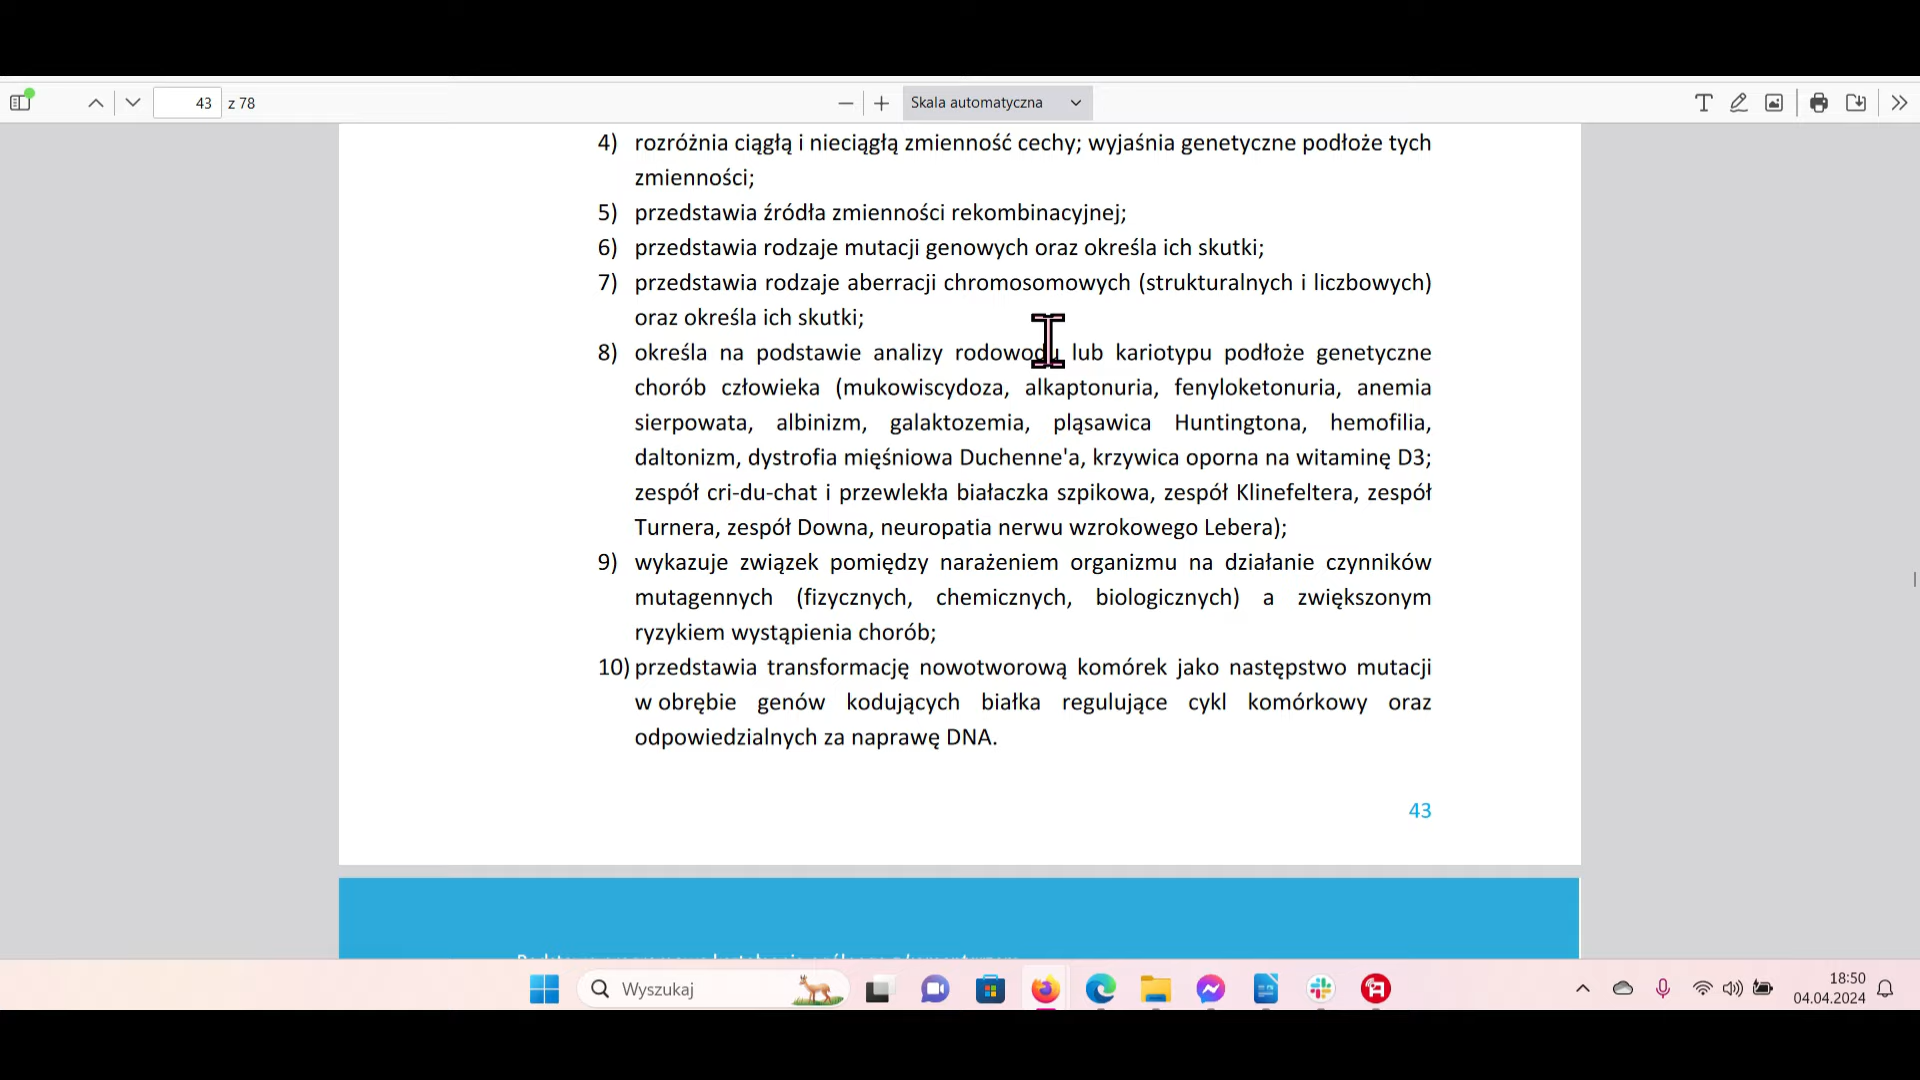 43 z 78 Skala automatyczna
4) rozróżnia ciągłą i nieciągłą zmienność cechy; wyjaśnia genetyczne podłoże tych
zmienności;
5) przedstawia źródła zmienności rekombinacyjnej;
6) przedstawia rodzaje mutacji genowych oraz określa ich skutki;
7) przedstawia rodzaje aberracji chromosomowych (strukturalnych i liczbowych)
oraz określa ich skutki;
8) określa na podstawie analizy rodowodu lub kariotypu podłoże genetyczne
chorób człowieka (mukowiscydoza, alkaptonuria, fenyloketonuria, anemia
sierpowata, albinizm, galaktozemia, pląsawica Huntingtona, hemofilia,
daltonizm, dystrofia mięśniowa Duchenne'a, krzywica oporna na witaminę D3;
zespół cri-du-chat i przewlekła białaczka szpikowa, zespół Klinefeltera, zespół
Turnera, zespół Downa, neuropatia nerwu wzrokowego Lebera);
9) wykazuje związek pomiędzy narażeniem organizmu na działanie czynników
mutagennych (fizycznych, chemicznych, biologicznych) a zwiększonym
ryzykiem wystąpienia chorób;
10) przedstawia transformację nowotworową komórek jako następstwo mutacji
w obrębie genów kodujących białka regulujące cykl komórkowy oraz
odpowiedzialnych za naprawę DNA.
43
Wyszukaj
18:50
04.04.2024